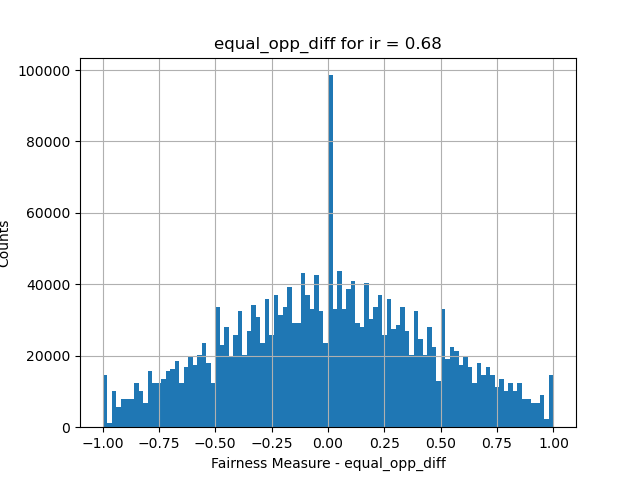 equal_opp_diff for ir = 0.68
Counts
100000
80000
60000
40000
20000
0
−1.00 −0.75 −0.50 −0.25 0.00 0.25 0.50 0.75 1.00
Fairness Measure - equal_opp_diff